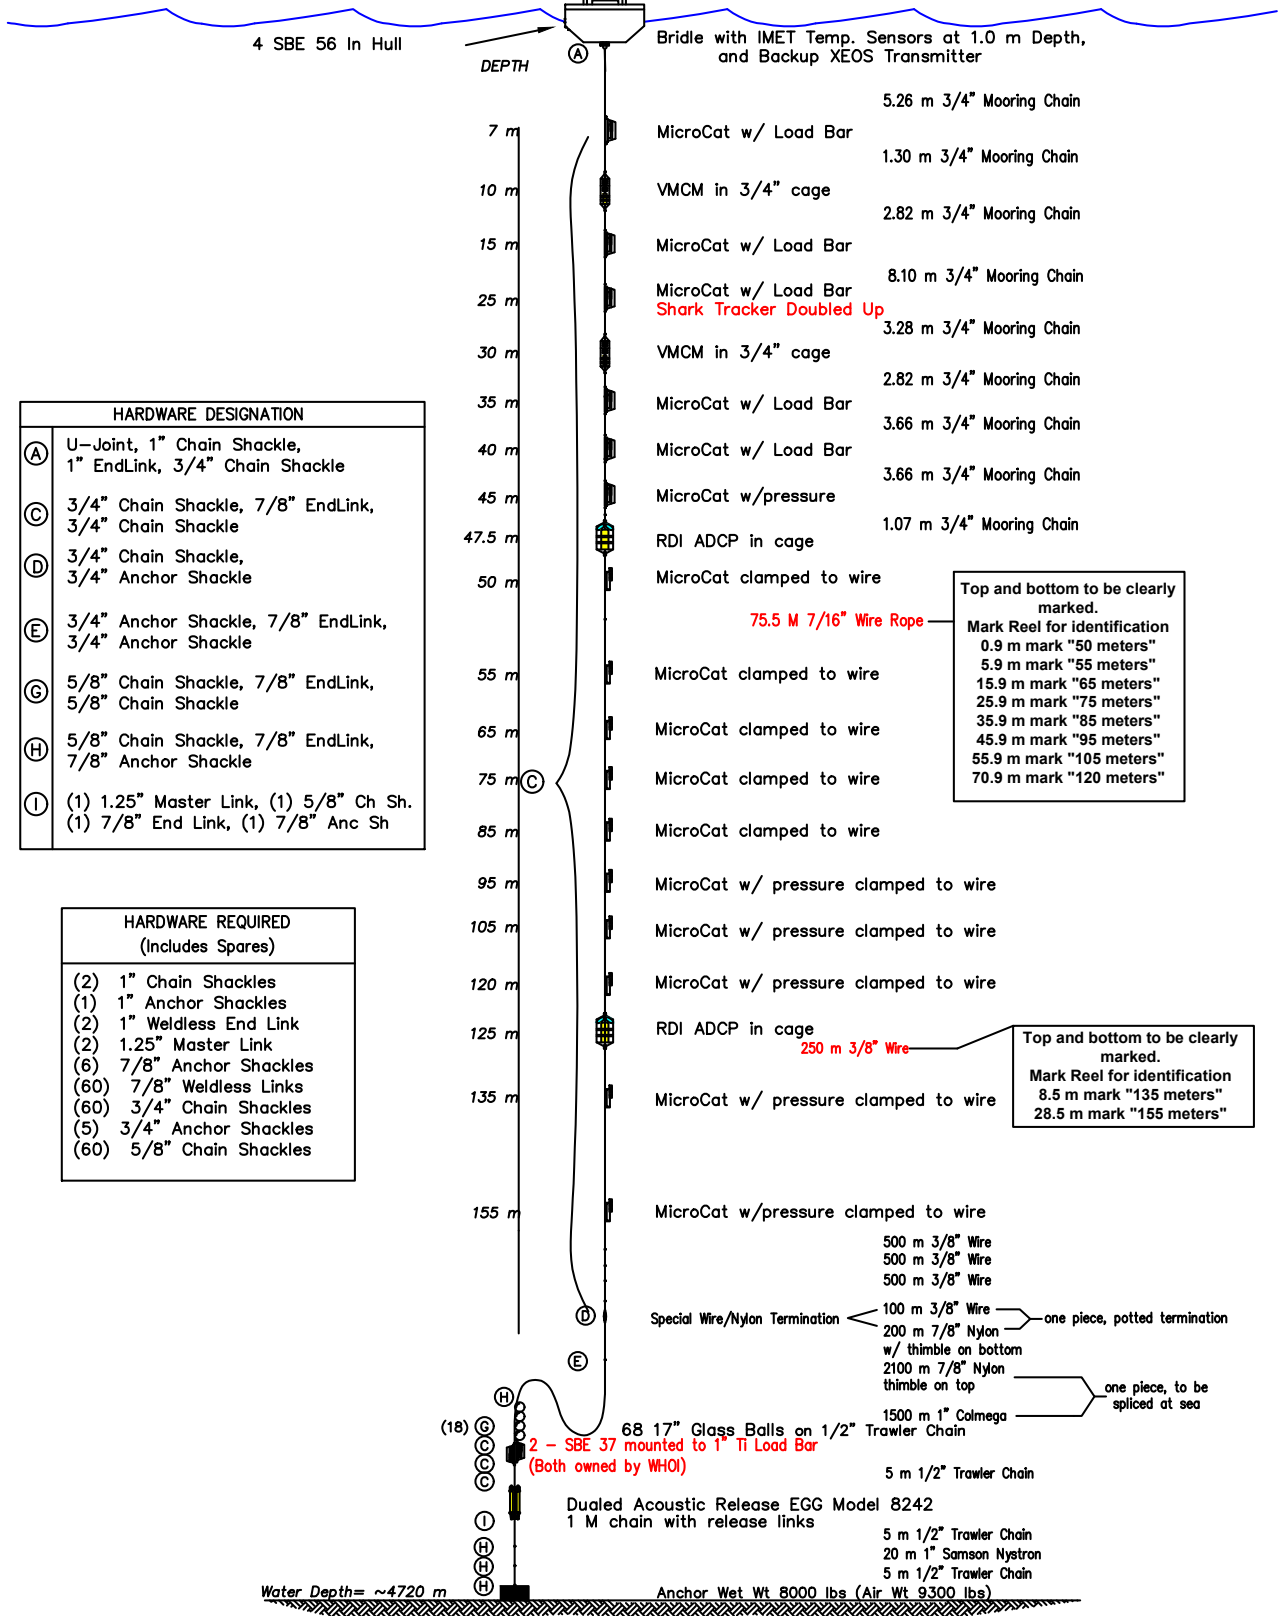 4 SBE 56 In Hull
Bridle with IMET Temp. Sensors at 1.0 m Depth,
and Backup XEOS Transmitter
A
DEPTH
5.26 m 3/4" Mooring Chain
7 m
MicroCat w/ Load Bar
1.30 m 3/4" Mooring Chain
10 m
VMCM in 3/4" cage
2.82 m 3/4" Mooring Chain
15 m
MicroCat w/ Load Bar
8.10 m 3/4" Mooring Chain
25 m
MicroCat w/ Load Bar
Shark Tracker Doubled Up
3.28 m 3/4" Mooring Chain
30 m
VMCM in 3/4" cage
2.82 m 3/4" Mooring Chain
35 m
MicroCat w/ Load Bar
3.66 m 3/4" Mooring Chain
40 m
MicroCat w/ Load Bar
3.66 m 3/4" Mooring Chain
45 m
MicroCat w/pressure
1.07 m 3/4" Mooring Chain
47.5 m
RDI ADCP in cage
50 m
MicroCat clamped to wire
75.5 M 7/16" Wire Rope
Top and bottom to be clearly
marked.
Mark Reel for identification
0.9 m mark "50 meters"
5.9 m mark "55 meters"
15.9 m mark "65 meters"
25.9 m mark "75 meters"
35.9 m mark "85 meters"
45.9 m mark "95 meters"
55.9 m mark "105 meters"
70.9 m mark "120 meters"
55 m
MicroCat clamped to wire
65 m
MicroCat clamped to wire
75 m
C
MicroCat clamped to wire
85 m
MicroCat clamped to wire
95 m
MicroCat w/ pressure clamped to wire
105 m
MicroCat w/ pressure clamped to wire
120 m
MicroCat w/ pressure clamped to wire
125 m
RDI ADCP in cage
250 m 3/8" Wire
Top and bottom to be clearly
marked.
Mark Reel for identification
8.5 m mark "135 meters"
28.5 m mark "155 meters"
135 m
MicroCat w/ pressure clamped to wire
155 m
MicroCat w/pressure clamped to wire
HARDWARE DESIGNATION
A
U-Joint, 1" Chain Shackle,
1" EndLink, 3/4" Chain Shackle
C
3/4" Chain Shackle, 7/8" EndLink,
3/4" Chain Shackle
D
3/4" Chain Shackle,
3/4" Anchor Shackle
E
3/4" Anchor Shackle, 7/8" EndLink,
3/4" Anchor Shackle
G
5/8" Chain Shackle, 7/8" EndLink,
5/8" Chain Shackle
H
5/8" Chain Shackle, 7/8" EndLink,
7/8" Anchor Shackle
I
(1) 1.25" Master Link, (1) 5/8" Ch Sh.
(1) 7/8" End Link, (1) 7/8" Anc Sh
HARDWARE REQUIRED
(Includes Spares)
(2) 1" Chain Shackles
(1) 1" Anchor Shackles
(2) 1" Weldless End Link
(2) 1.25" Master Link
(6) 7/8" Anchor Shackles
(60) 7/8" Weldless Links
(60) 3/4" Chain Shackles
(5) 3/4" Anchor Shackles
(60) 5/8" Chain Shackles
500 m 3/8" Wire
500 m 3/8" Wire
500 m 3/8" Wire
D
Special Wire/Nylon Termination
100 m 3/8" Wire
200 m 7/8" Nylon
w/ thimble on bottom
one piece, potted termination
E
2100 m 7/8" Nylon
thimble on top
1500 m 1" Colmega
one piece, to be
spliced at sea
H
(18) G
68 17" Glass Balls on 1/2" Trawler Chain
C
2 - SBE 37 mounted to 1" Ti Load Bar
(Both owned by WHOI)
C
C
5 m 1/2" Trawler Chain
Dualed Acoustic Release EGG Model 8242
1 M chain with release links
I
5 m 1/2" Trawler Chain
H
20 m 1" Samson Nystron
H
5 m 1/2" Trawler Chain
H
Water Depth= ~4720 m
Anchor Wet Wt 8000 lbs (Air Wt 9300 lbs)